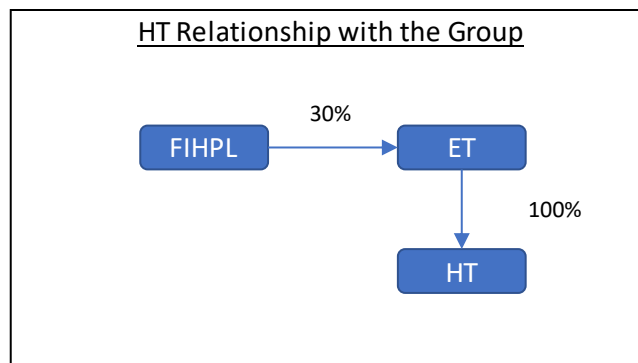 HT Relationship with the Group
30%
FIHPL
ET
100%
HT